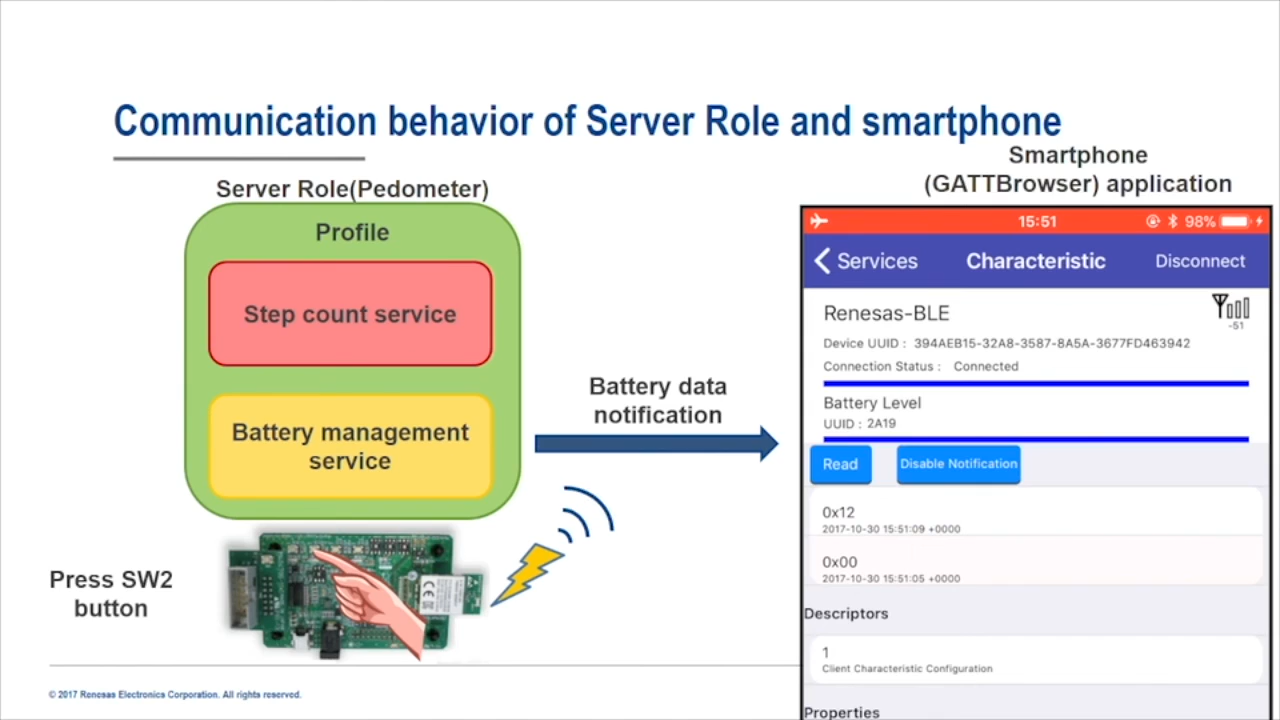 Communication behavior of Server Role and smartphone
Smartphone
(GATTBrowser) application
Server Role(Pedometer)
Profile
Step count service
Battery management
service
Battery data
notification
Press SW2
button
15:51
98%
Services
Characteristic
Disconnect
Renesas-BLE
-51
Device UUID : 394AEB15-32A8-3587-8A5A-3677FD463942
Connection Status : Connected
Battery Level
UUID : 2A19
Read
Disable Notification
0x12
2017-10-30 15:51:09 +0000
0x00
2017-10-30 15:51:05 +0000
Descriptors
1
Client Characteristic Configuration
Properties
© 2017 Renesas Electronics Corporation. All rights reserved.